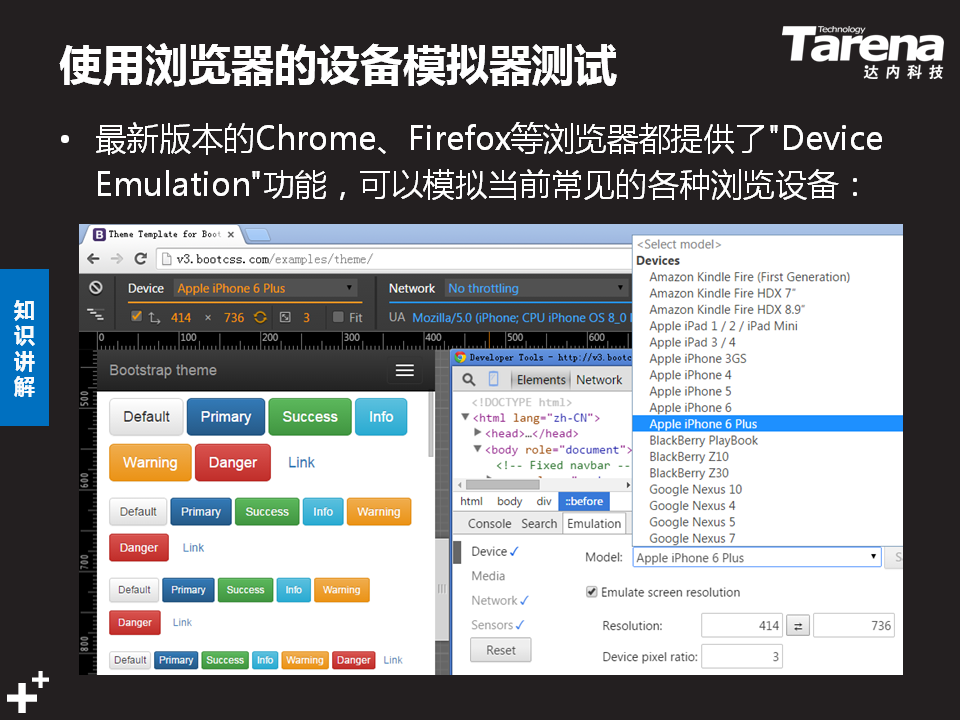 使用浏览器的设备模拟器测试
Technology
Tarena
达内科技
• 最新版本的Chrome、Firefox等浏览器都提供了"Device
Emulation"功能，可以模拟当前常见的各种浏览设备：
知识讲解
B Theme Template for Boot ×
v3.bootcss.com/examples/theme/
Device Apple iPhone 6 Plus
Network No throttling
414 × 736 3 Fit
UA Mozilla/5.0 (iPhone; CPU iPhone OS 8_0
0 100 200 300 400 500 600
500
600
700
800
Bootstrap theme
Default Primary Success Info
Warning Danger Link
Default Primary Success Info Warning
Danger Link
Default Primary Success Info Warning
Danger Link
Default Primary Success Info Warning Danger Link
Developer Tools - http://v3.bootc
Elements Network
<!DOCTYPE html>
<html lang="zh-CN">
<head>…</head>
<body role="document">
<!-- Fixed navbar --
html body div ::before
Console Search Emulation
Device ✓
Media
Network ✓
Sensors ✓
Reset
<Select model>
Devices
Amazon Kindle Fire (First Generation)
Amazon Kindle Fire HDX 7"
Amazon Kindle Fire HDX 8.9"
Apple iPad 1 / 2 / iPad Mini
Apple iPad 3 / 4
Apple iPhone 3GS
Apple iPhone 4
Apple iPhone 5
Apple iPhone 6
Apple iPhone 6 Plus
BlackBerry PlayBook
BlackBerry Z10
BlackBerry Z30
Google Nexus 10
Google Nexus 4
Google Nexus 5
Google Nexus 7
Model: Apple iPhone 6 Plus
Emulate screen resolution
Resolution: 414 736
Device pixel ratio: 3